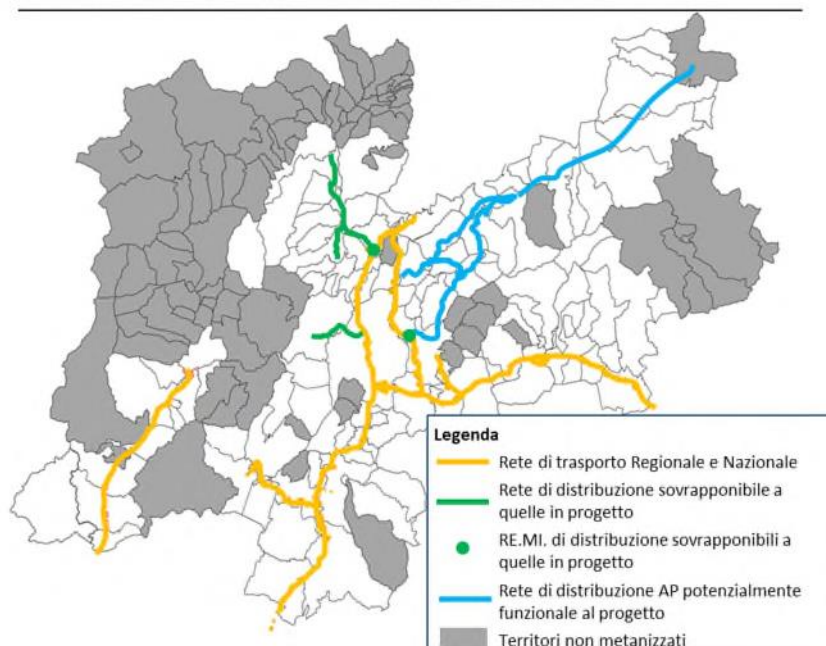 Legenda
Rete di trasporto Regionale e Nazionale
Rete di distribuzione sovrapponibile a
quelle in progetto
RE.MI. di distribuzione sovrapponibili a
quelle in progetto
Rete di distribuzione AP potenzialmente
funzionale al progetto
Territori non metanizzati